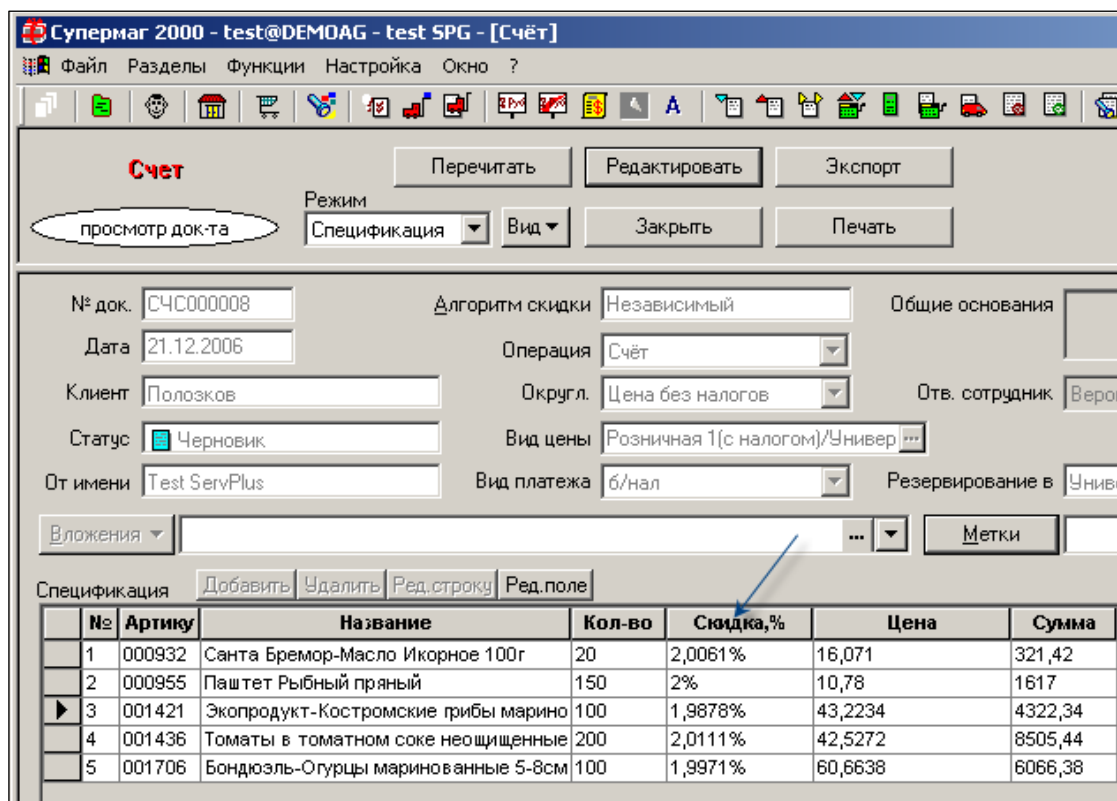 Супермаг 2000 - test@DEMOAG - test SPG - [Счёт]
Файл Разделы Функции Настройка Окно ?
Счет
Перечитать Редактировать Экспорт
Режим
просмотр док-та Спецификация Вид Закрыть Печать
№ док. СЧС000008 Алгоритм скидки Независимый Общие основания
Дата 21.12.2006 Операция Счёт
Клиент Полозков Округл. Цена без налогов Отв. сотрудник Веро
Статус Черновик Вид цены Розничная 1(с налогом)/Универ ...
От имени Test ServPlus Вид платежа б/нал Резервирование в Униве
Вложения ... Метки
Спецификация Добавить Удалить Ред.строку Ред.поле
№ Артику Название Кол-во Скидка,% Цена Сумма
1 000932 Санта Бремор-Масло Икорное 100г 20 2,0061% 16,071 321,42
2 000955 Паштет Рыбный пряный 150 2% 10,78 1617
3 001421 Экопродукт-Костромские грибы марино 100 1,9878% 43,2234 4322,34
4 001436 Томаты в томатном соке неощищенные 200 2,0111% 42,5272 8505,44
5 001706 Бондюэль-Огурцы маринованные 5-8см 100 1,9971% 60,6638 6066,38